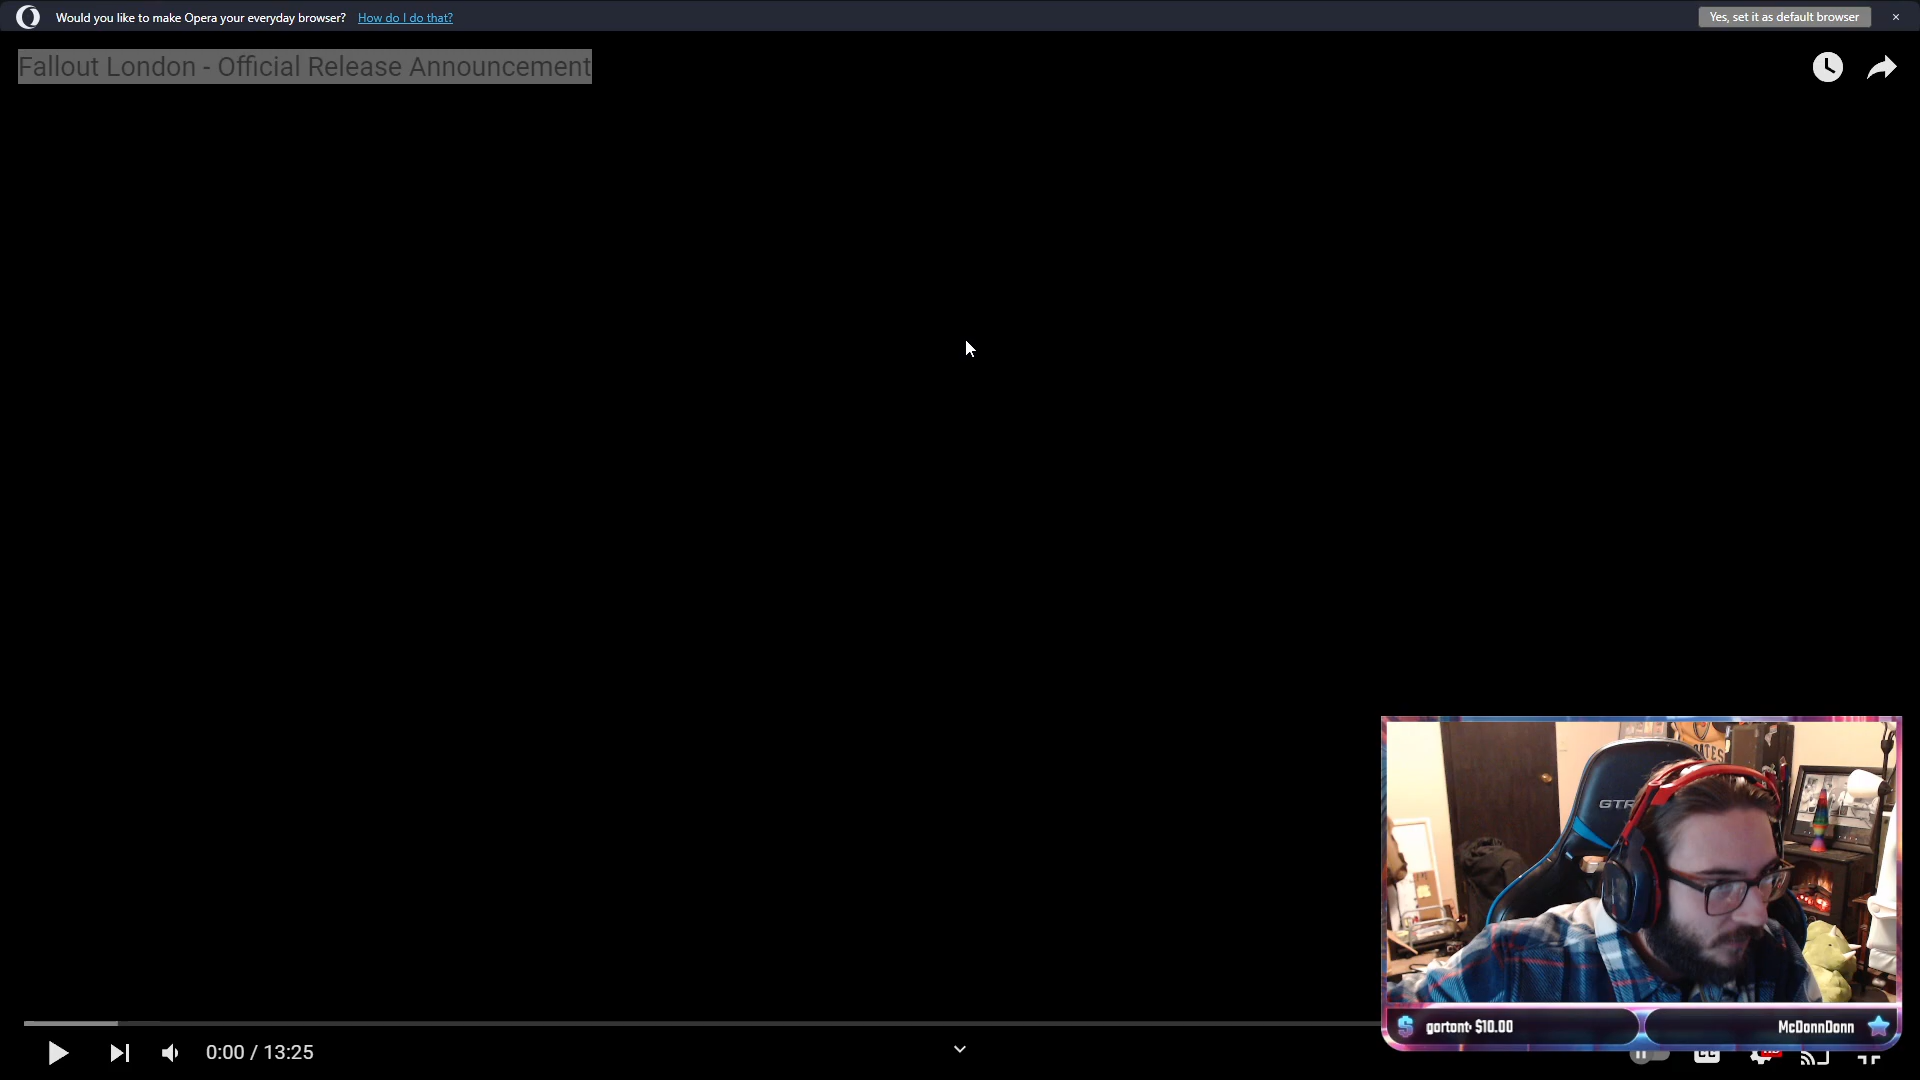 Would you like to make Opera your everyday browser? How do I do that? Yes, set it as default browser
Fallout London - Official Release Announcement
GTR
gortont $10.00 McDonnDonn
0:00 / 13:25